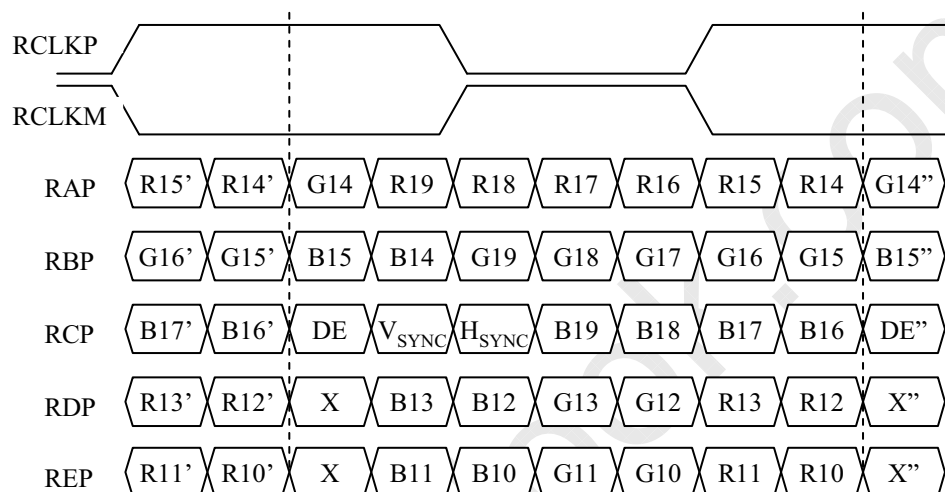 RCLKP
RCLKM
RAP R15’ R14’ G14 R19 R18 R17 R16 R15 R14 G14”
RBP G16’ G15’ B15 B14 G19 G18 G17 G16 G15 B15”
RCP B17’ B16’ DE VSYNC HSYNC B19 B18 B17 B16 DE”
RDP R13’ R12’ X B13 B12 G13 G12 R13 R12 X”
REP R11’ R10’ X B11 B10 G11 G10 R11 R10 X”